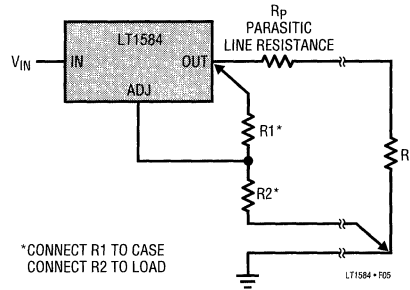 RP
PARASITIC
LINE RESISTANCE
LT1584
VIN
IN
OUT
ADJ
R1*
R
R2*
*CONNECT R1 TO CASE
CONNECT R2 TO LOAD
LT1584 • F05